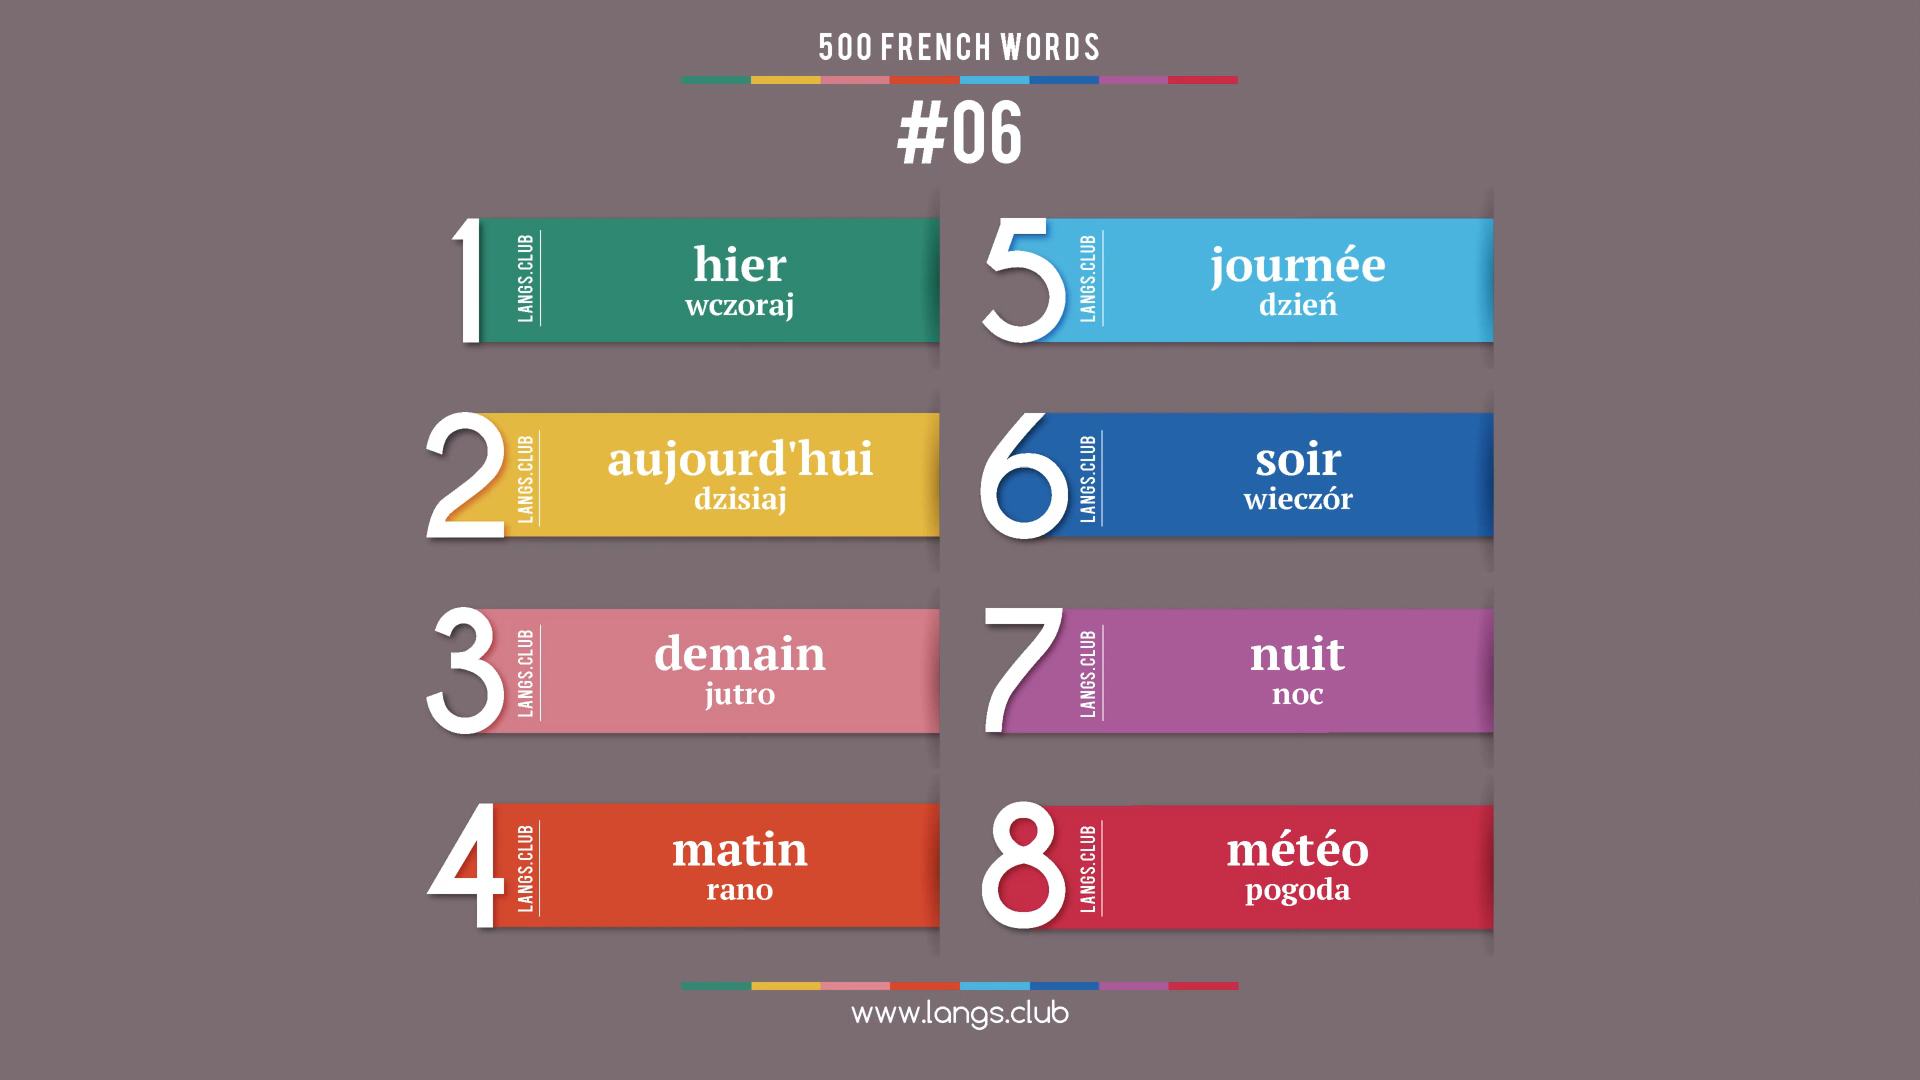 500 FRENCH WORDS
#06
1
LANGS.CLUB
hier
wczoraj
2
LANGS.CLUB
aujourd'hui
dzisiaj
3
LANGS.CLUB
demain
jutro
4
LANGS.CLUB
matin
rano
5
LANGS.CLUB
journée
dzień
6
LANGS.CLUB
soir
wieczór
7
LANGS.CLUB
nuit
noc
8
LANGS.CLUB
météo
pogoda
www.langs.club